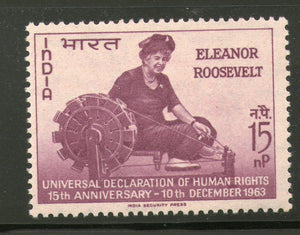 भारत
INDIA
ELEANOR
ROOSEVELT
न.पै.
15
nP
UNIVERSAL DECLARATION OF HUMAN RIGHTS
15th ANNIVERSARY - 10th DECEMBER 1963
INDIA SECURITY PRESS